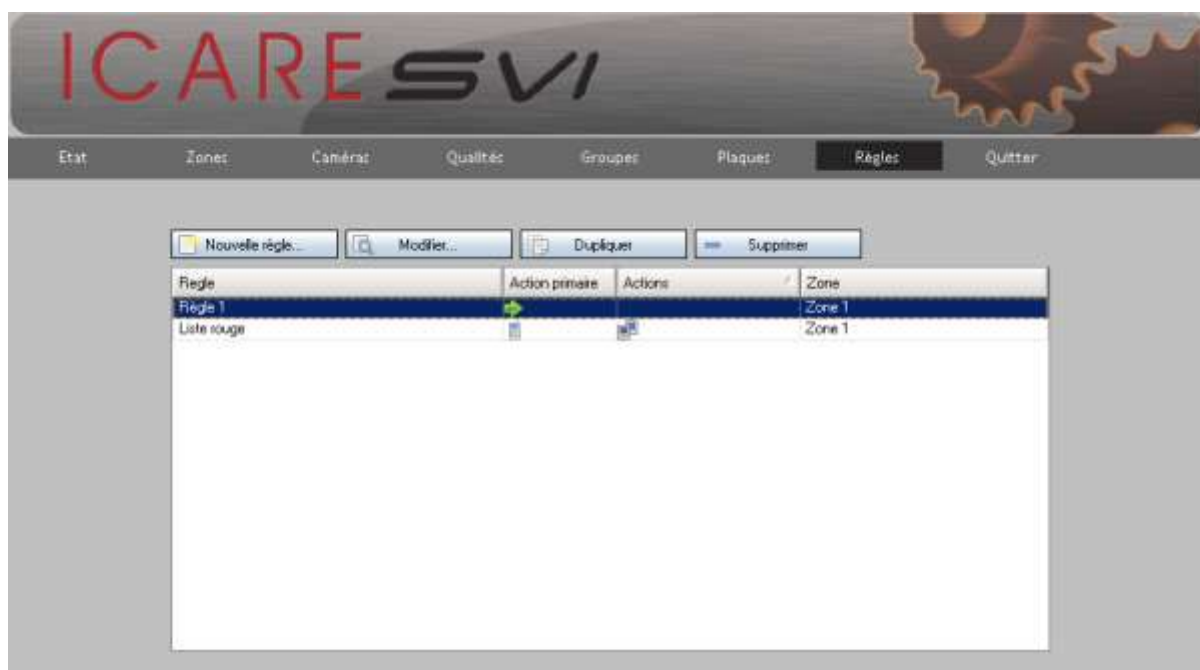 ICARE SVI
Etat Zones Caméras Qualités Groupes Plaques Règles Quitter
Nouvelle règle... Modifier... Dupliquer Supprimer
Regle Action primaire Actions Zone
Règle 1 Zone 1
Liste rouge Zone 1